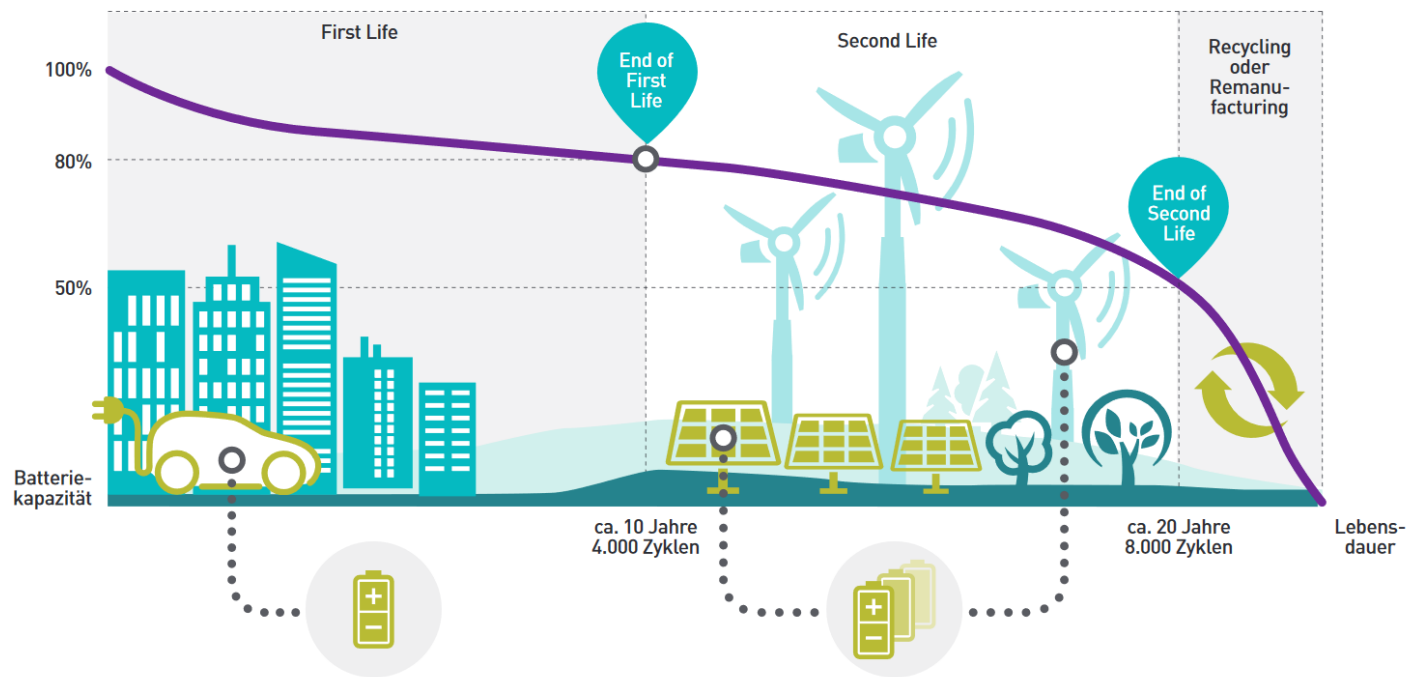 First Life
Second Life
End of
First
Life
Recycling
oder
Remanu-
facturing
100%
80%
End of
Second
Life
50%
Batterie-
kapazität
ca. 10 Jahre
4.000 Zyklen
ca. 20 Jahre
8.000 Zyklen
Lebens-
dauer
+
–
+
–